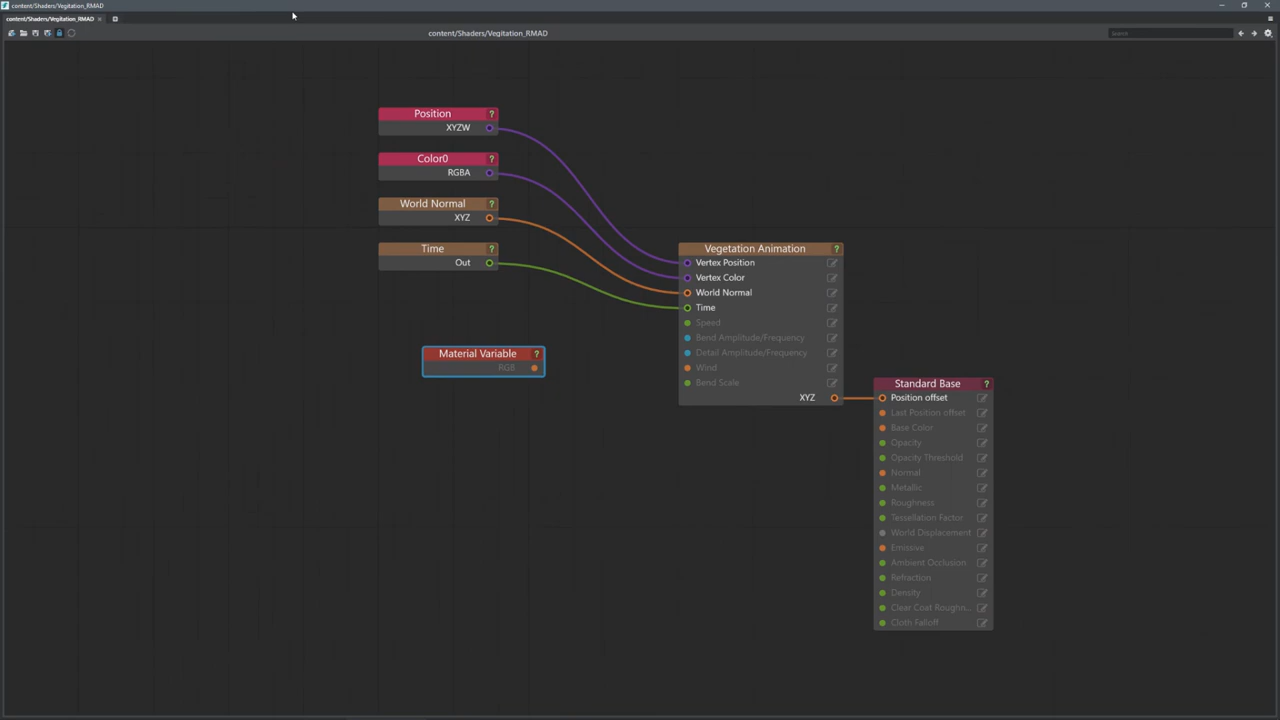 content/Shaders/Vegitation_RMAD
content/Shaders/Vegitation_RMAD ×
content/Shaders/Vegitation_RMAD
Search
Position ?
XYZW
Color0 ?
RGBA
World Normal ?
XYZ
Time ?
Out
Material Variable ?
RGB
Vegetation Animation ?
Vertex Position
Vertex Color
World Normal
Time
Speed
Bend Amplitude/Frequency
Detail Amplitude/Frequency
Wind
Bend Scale
XYZ
Standard Base ?
Position offset
Last Position offset
Base Color
Opacity
Opacity Threshold
Normal
Metallic
Roughness
Tessellation Factor
World Displacement
Emissive
Ambient Occlusion
Refraction
Density
Clear Coat Roughn...
Cloth Falloff